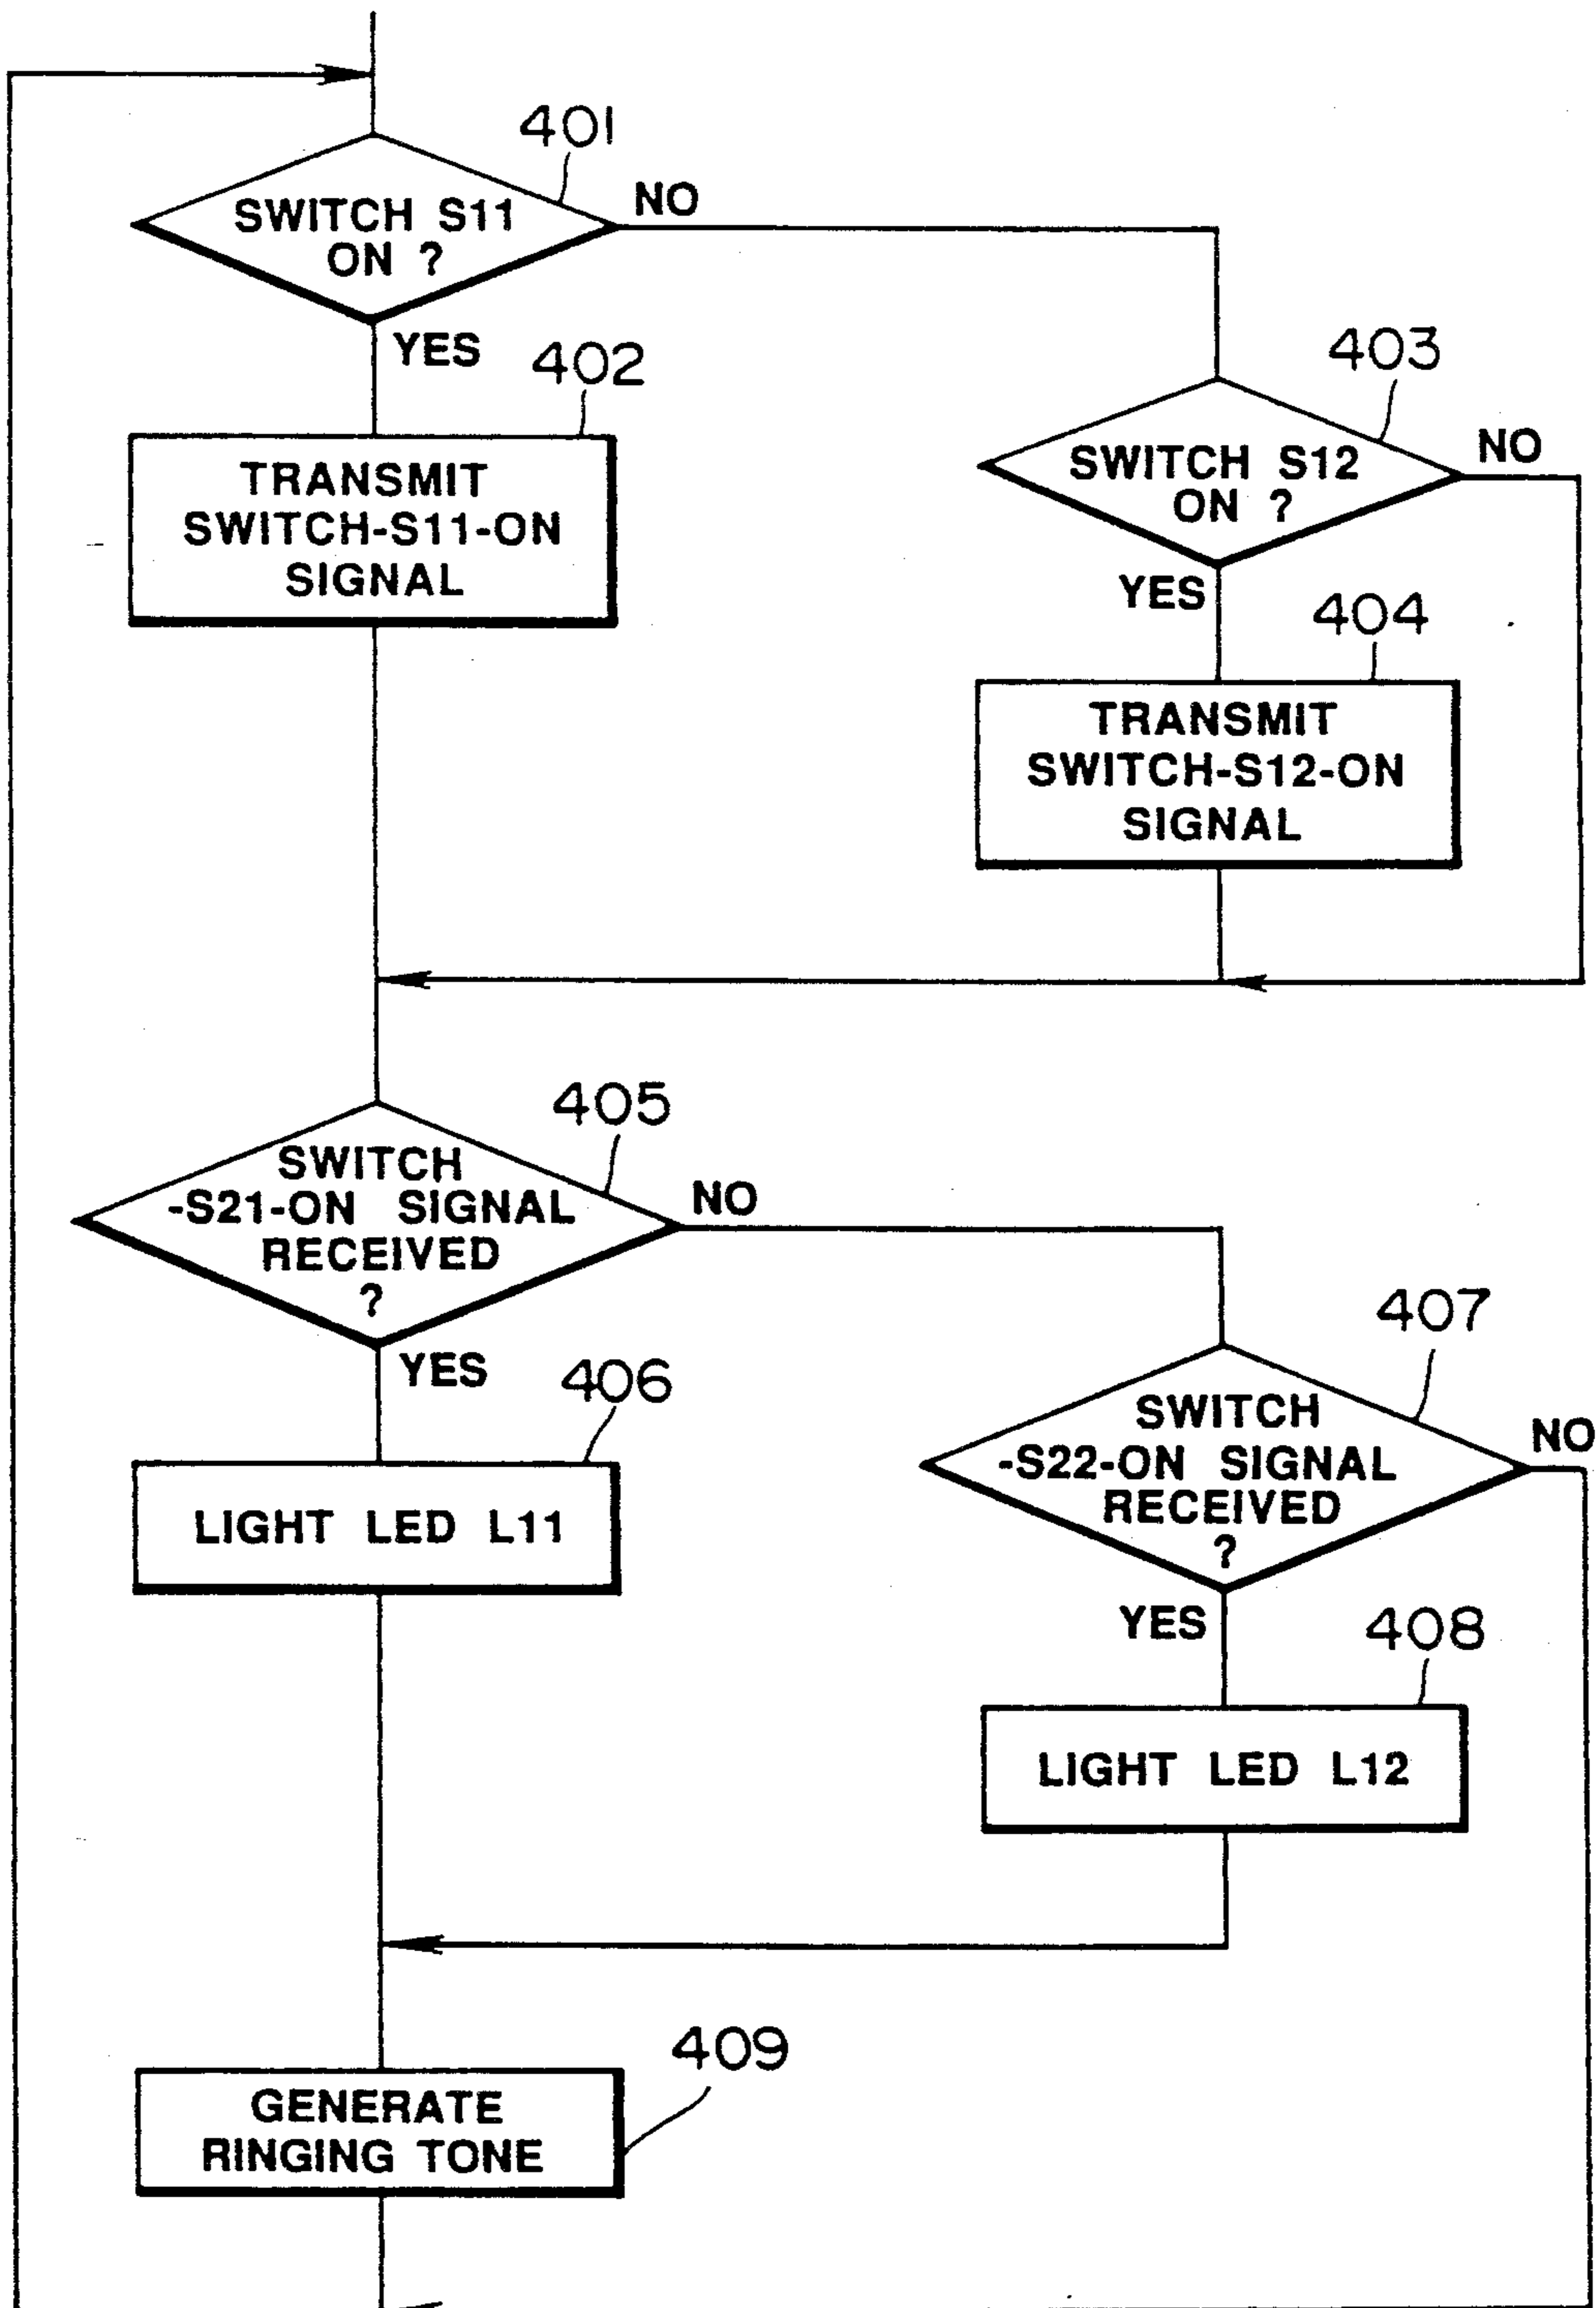 401
SWITCH S11
ON ?
NO
YES
402
TRANSMIT
SWITCH-S11-ON
SIGNAL
403
SWITCH S12
ON ?
NO
YES
404
TRANSMIT
SWITCH-S12-ON
SIGNAL
405
SWITCH
-S21-ON SIGNAL
RECEIVED
?
NO
YES
406
LIGHT LED L11
407
SWITCH
-S22-ON SIGNAL
RECEIVED
?
NO
YES
408
LIGHT LED L12
409
GENERATE
RINGING TONE